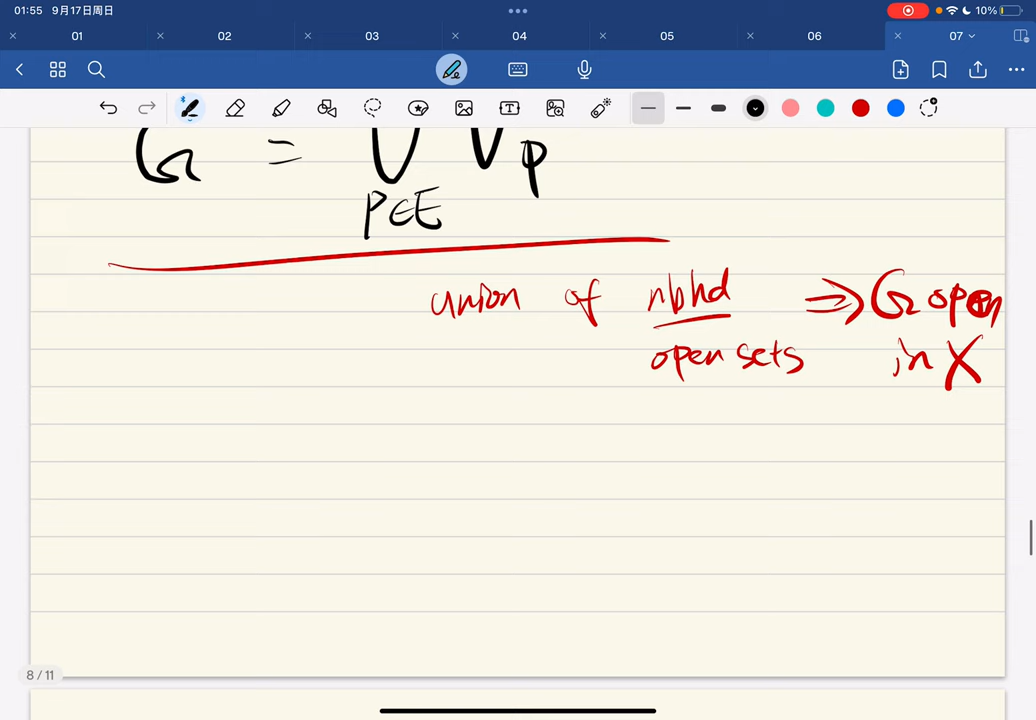 01:55 9月17日周日
10%
01 02 03 04 05 06 07
G = ∪ Vp
p∈E
union of nbhd ⇒ G open
open sets in X
8 / 11